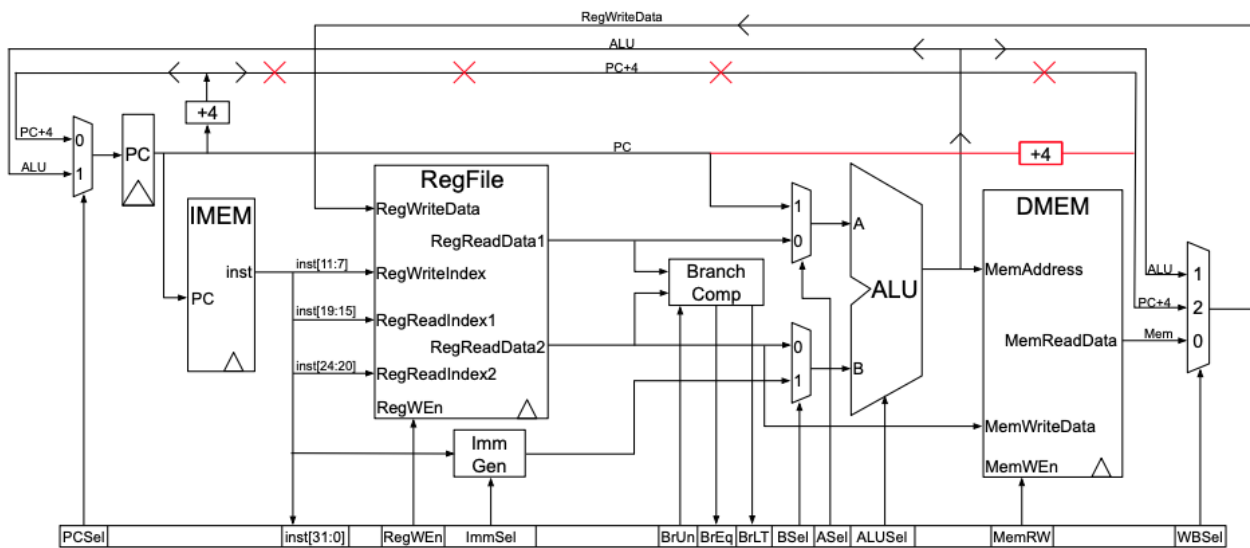 RegWriteData
ALU
PC+4
+4
PC+4
0
ALU
1
PC
PC
+4
RegFile
RegWriteData
RegReadData1
RegWriteIndex
RegReadIndex1
RegReadData2
RegReadIndex2
RegWEn
IMEM
inst
PC
inst[11:7]
inst[19:15]
inst[24:20]
Imm
Gen
Branch
Comp
1
0
0
1
A
ALU
B
DMEM
MemAddress
MemReadData
MemWriteData
MemWEn
ALU
1
PC+4
2
Mem
0
PCSel
inst[31:0]
RegWEn
ImmSel
BrUn
BrEq
BrLT
BSel
ASel
ALUSel
MemRW
WBSel